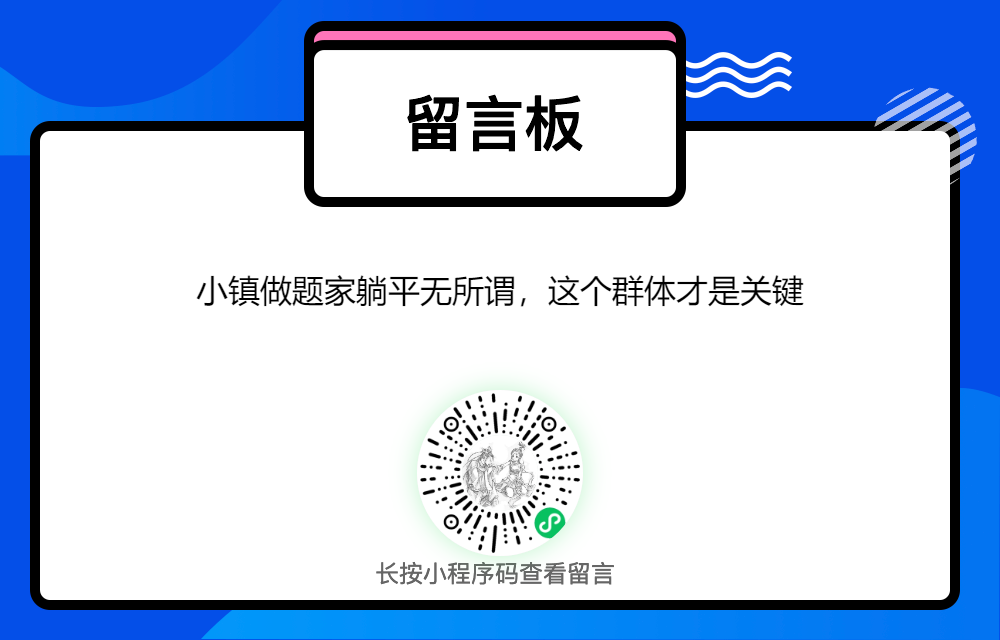 留言板
小镇做题家躺平无所谓，这个群体才是关键
长按小程序码查看留言